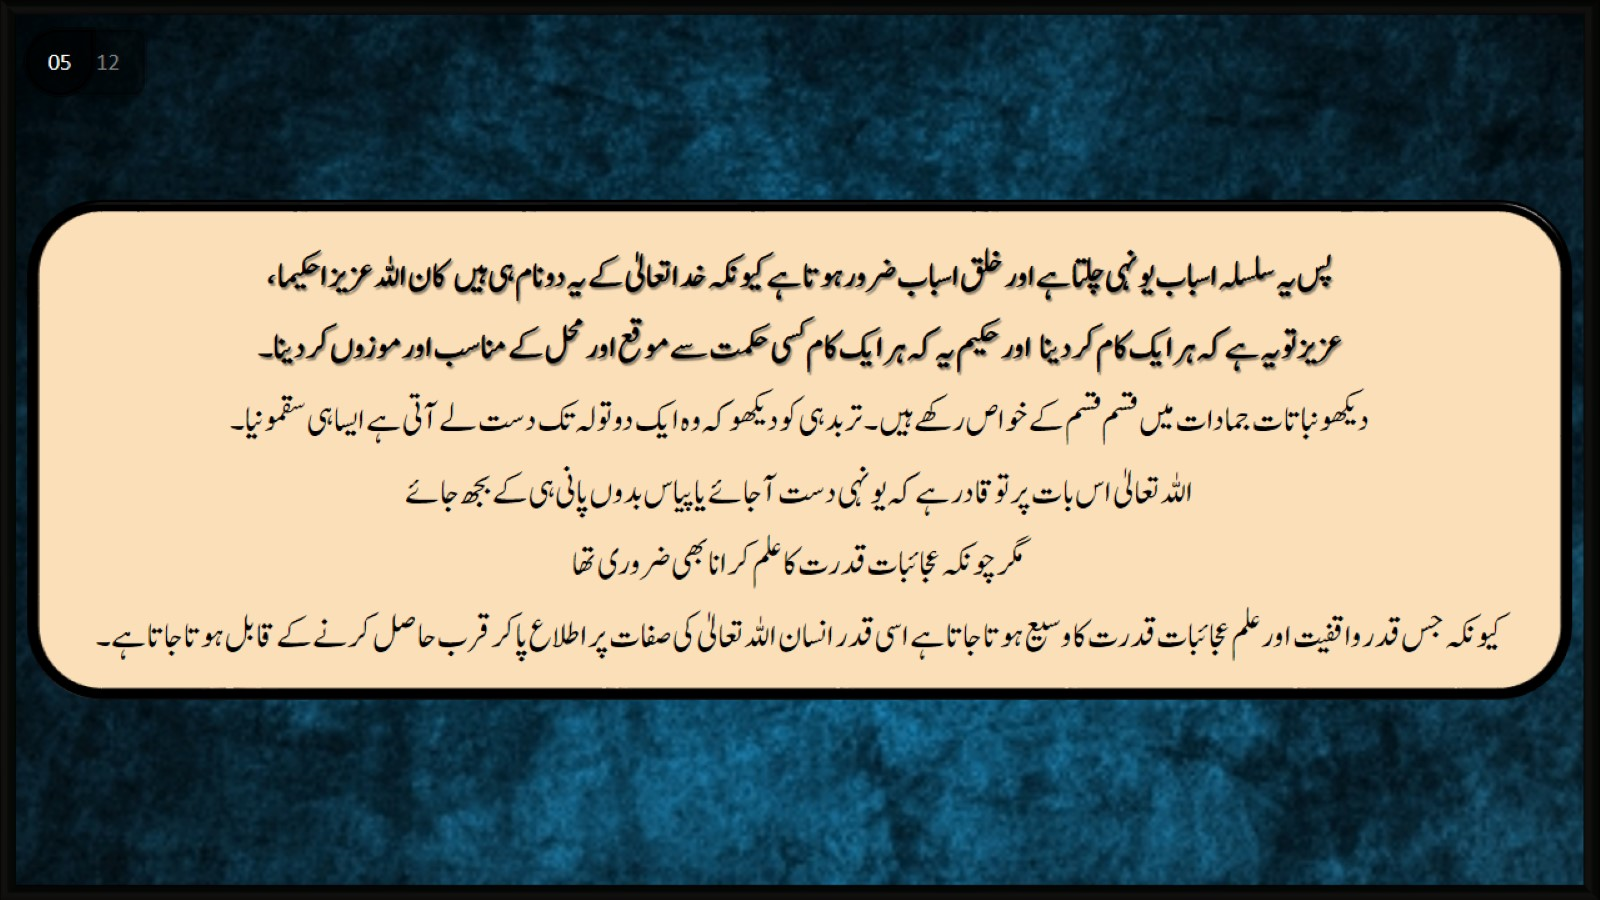 05 12
پس یہ سلسلہ اسباب یونہی چلتا ہے اور خلق اسباب ضرور ہوتا ہے کیونکہ خدا تعالیٰ کے یہ دو نام ہی ہیں کان اللہ عزیزا حکیما،
عزیز تو یہ ہے کہ ہر ایک کام کر دینا اور حکیم یہ کہ ہر ایک کام کسی حکمت سے موقع اور محل کے مناسب اور موزوں کر دینا۔
دیکھو نباتات جمادات میں قسم قسم کے خواص رکھے ہیں۔ تربد ہی کو دیکھو کہ وہ ایک دو تولہ تک دست لے آتی ہے ایسا ہی سقمونیا۔
اللہ تعالیٰ اس بات پر تو قادر ہے کہ یونہی دست آجائے یا پیاس بدوں پانی ہی کے بجھ جائے
مگر چونکہ عجائبات قدرت کا علم کرانا بھی ضروری تھا
کیونکہ جس قدر واقفیت اور علم عجائبات قدرت کا وسیع ہوتا جاتا ہے اسی قدر انسان اللہ تعالیٰ کی صفات پر اطلاع پا کر قرب حاصل کرنے کے قابل ہوتا جاتا ہے۔